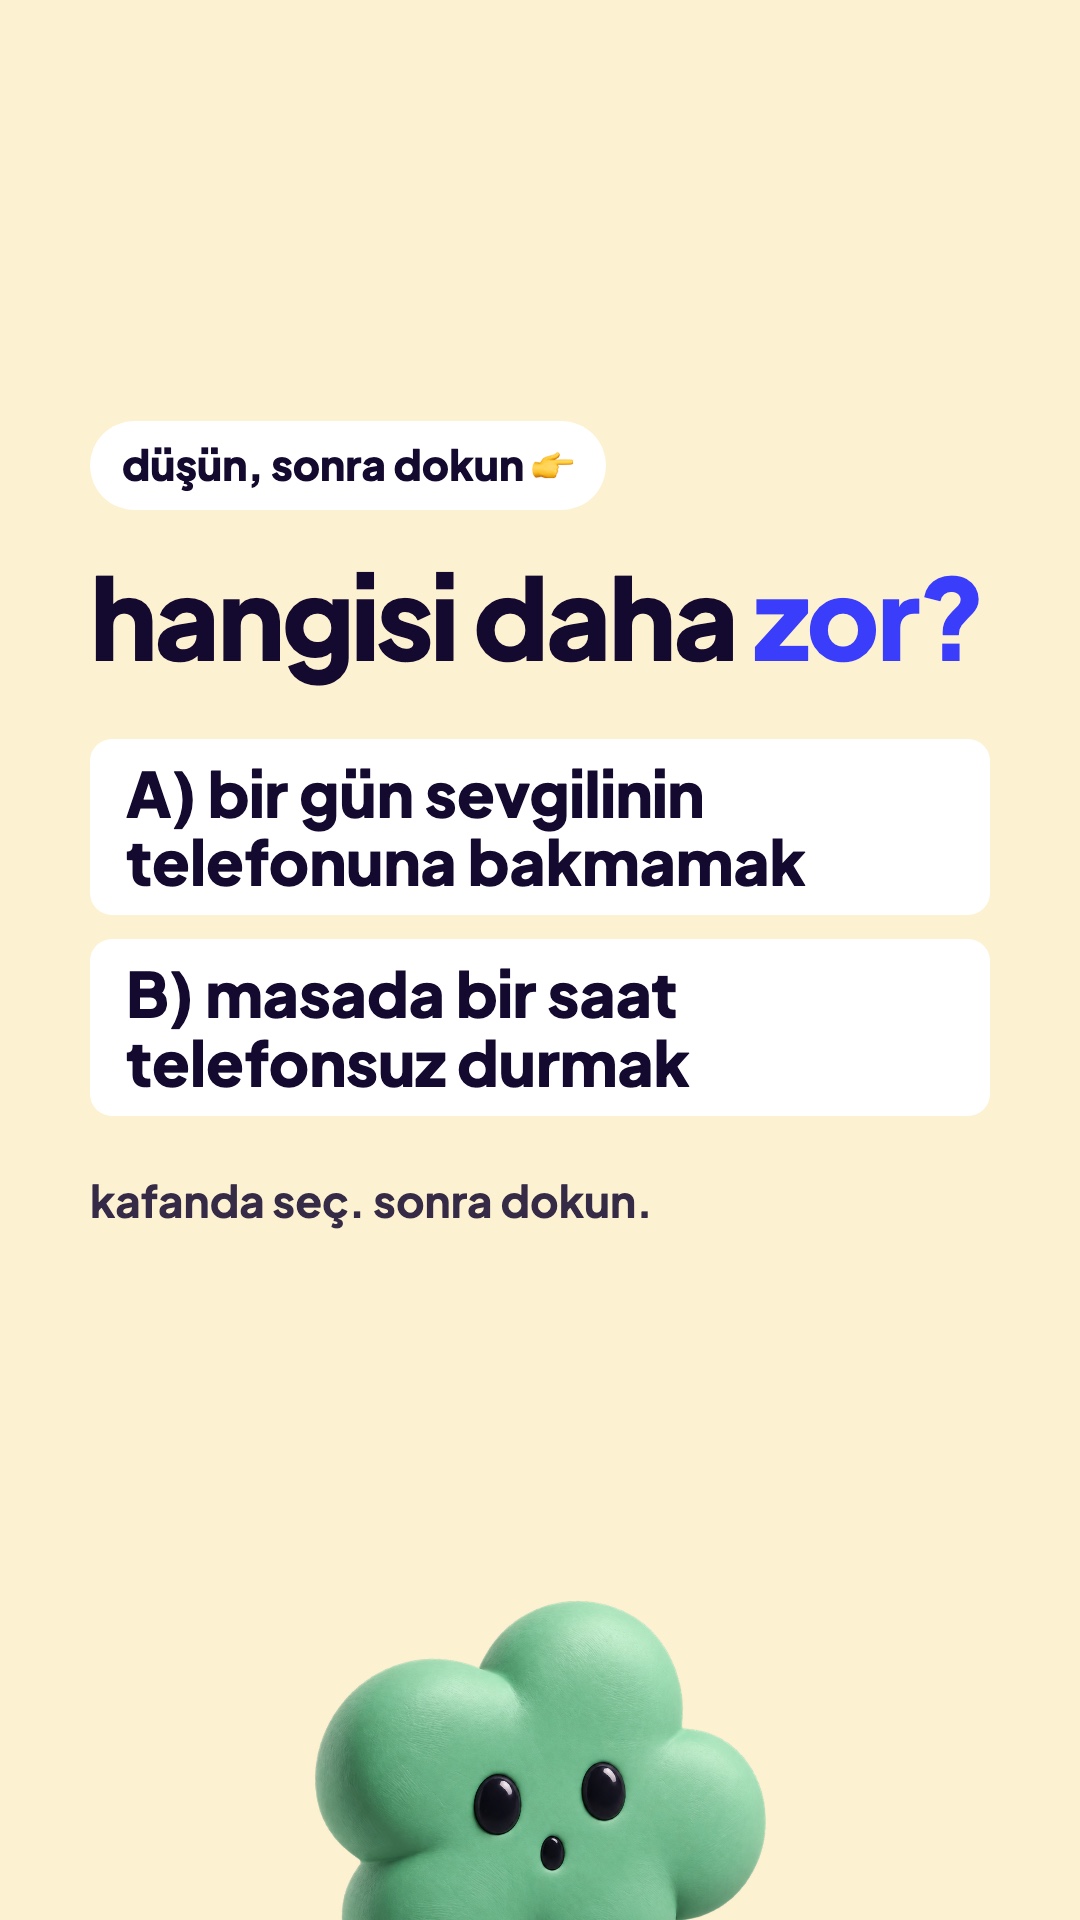 düşün, sonra dokun 👉
hangisi daha zor?
A) bir gün sevgilinin
telefonuna bakmamak
B) masada bir saat
telefonsuz durmak
kafanda seç. sonra dokun.